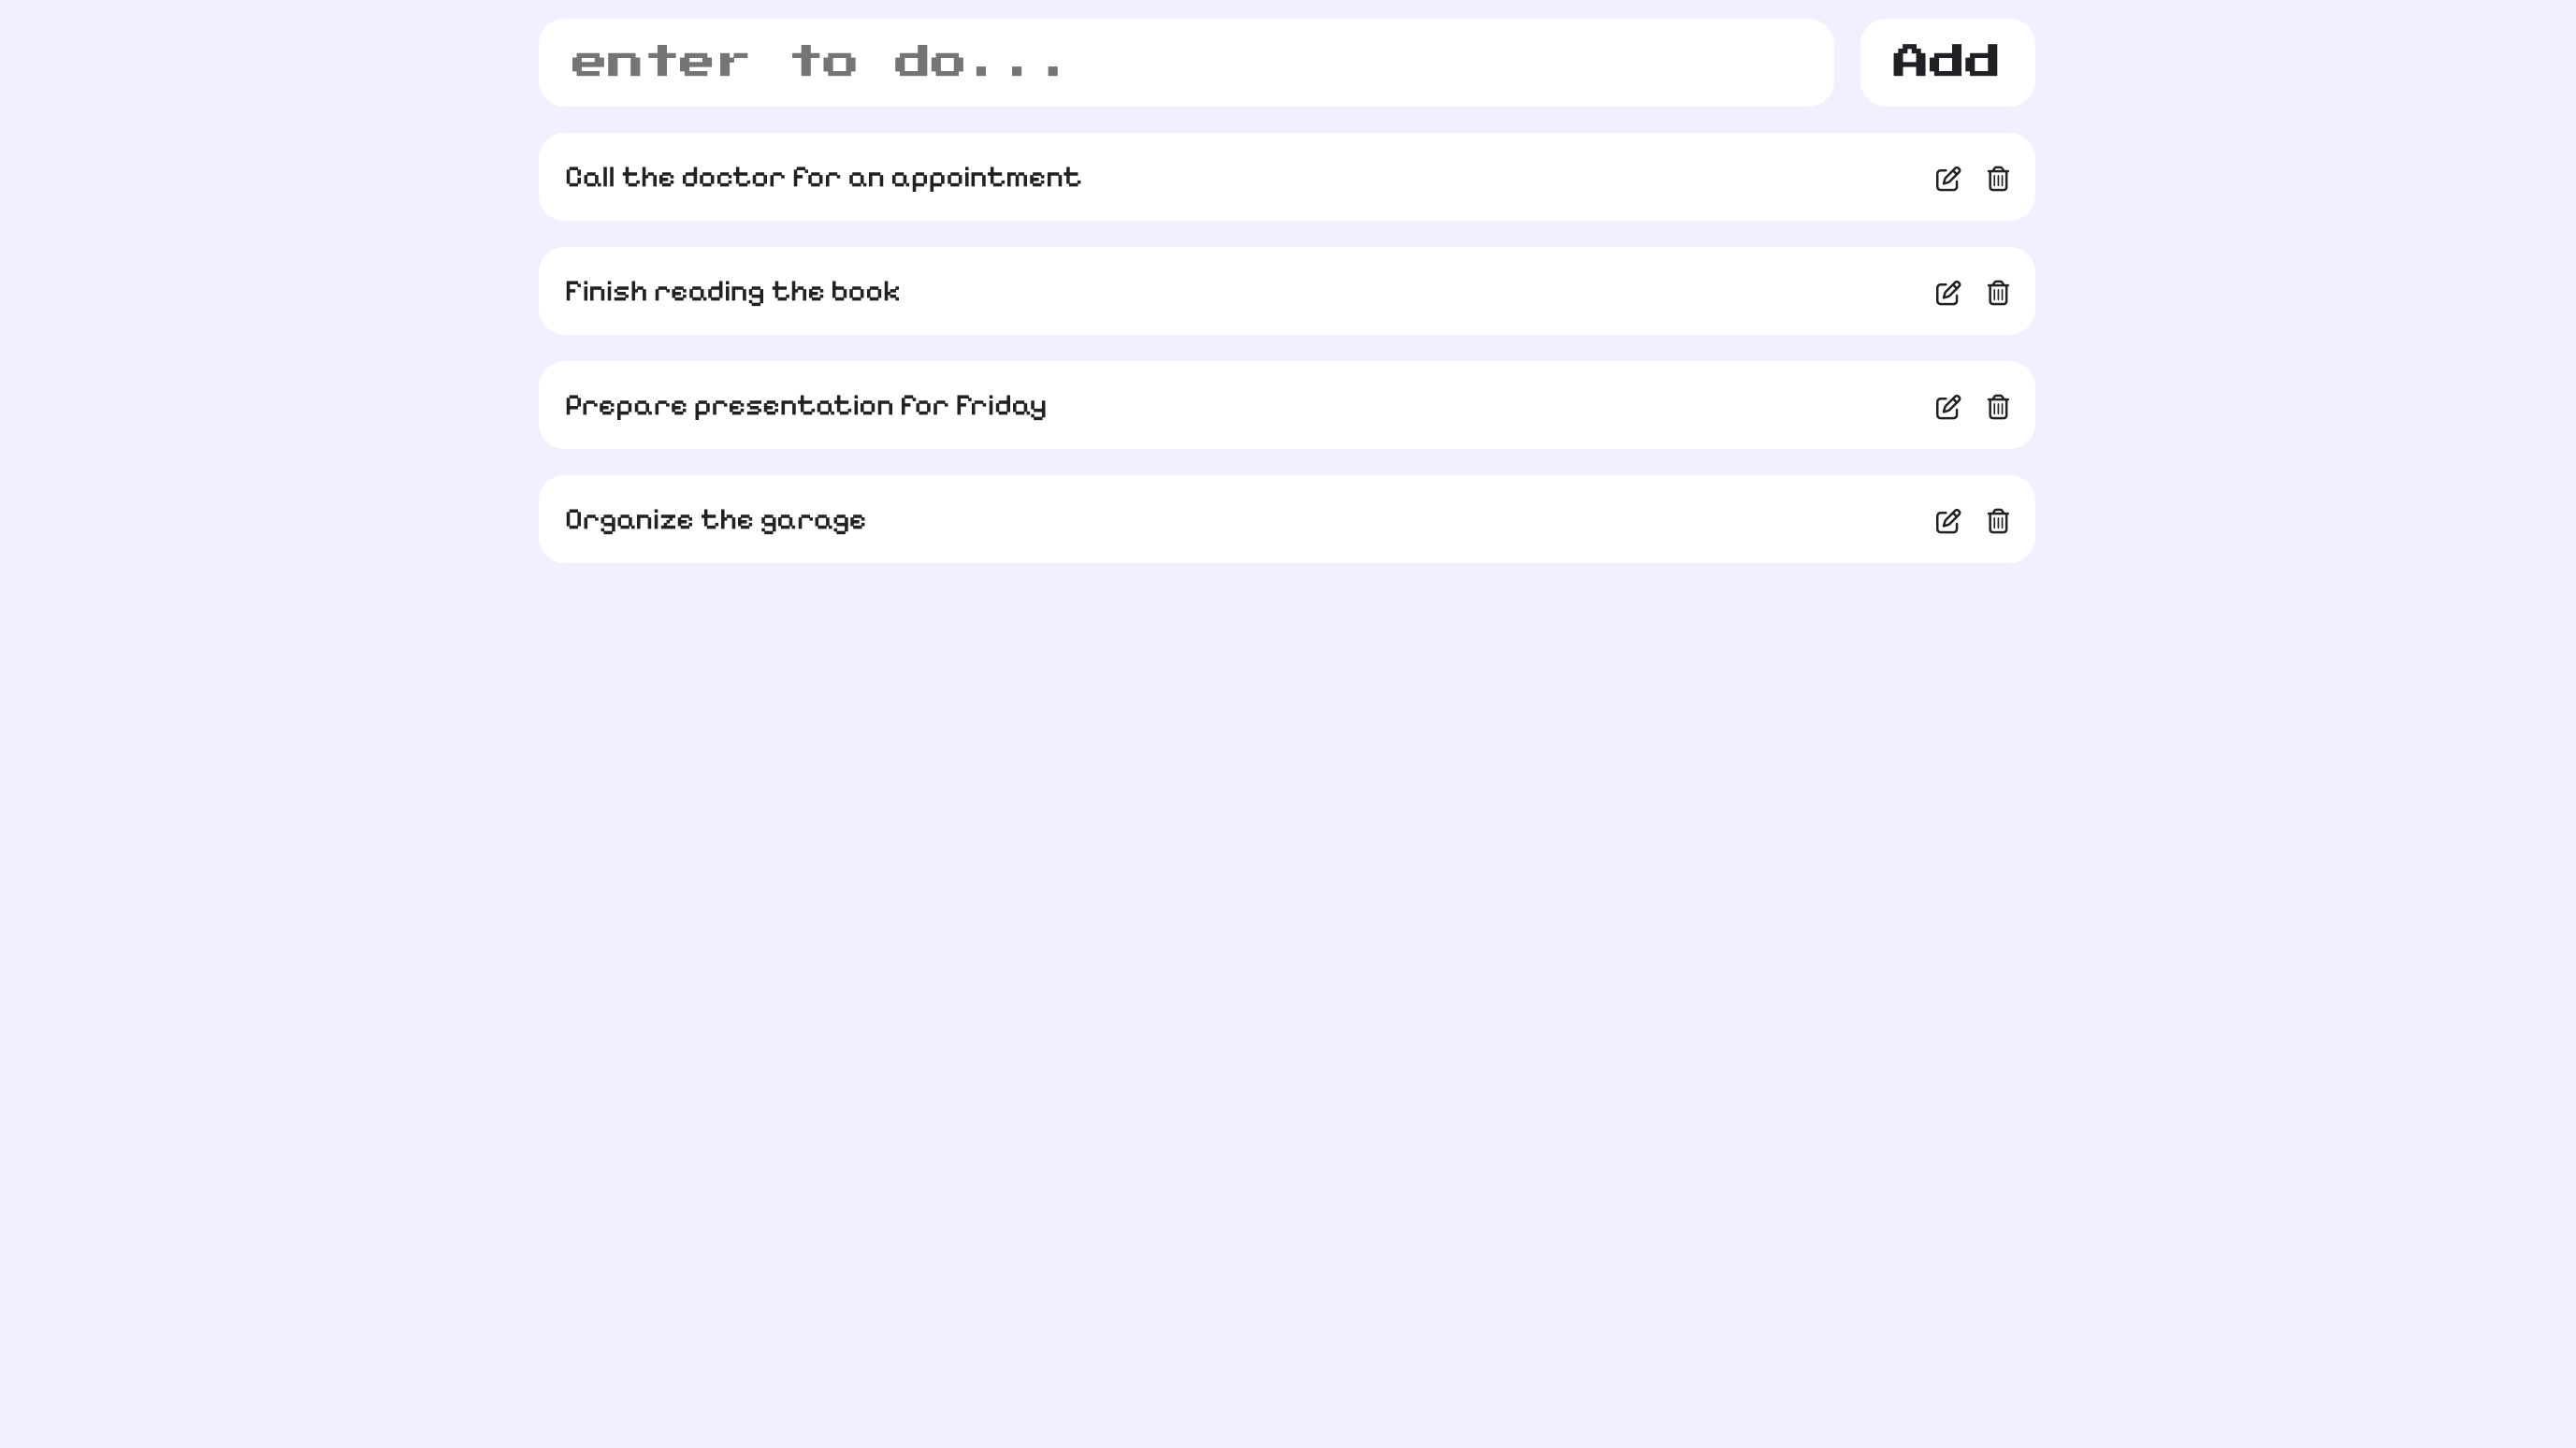 enter to do...
Add
Call the doctor for an appointment
Finish reading the book
Prepare presentation for Friday
Organize the garage